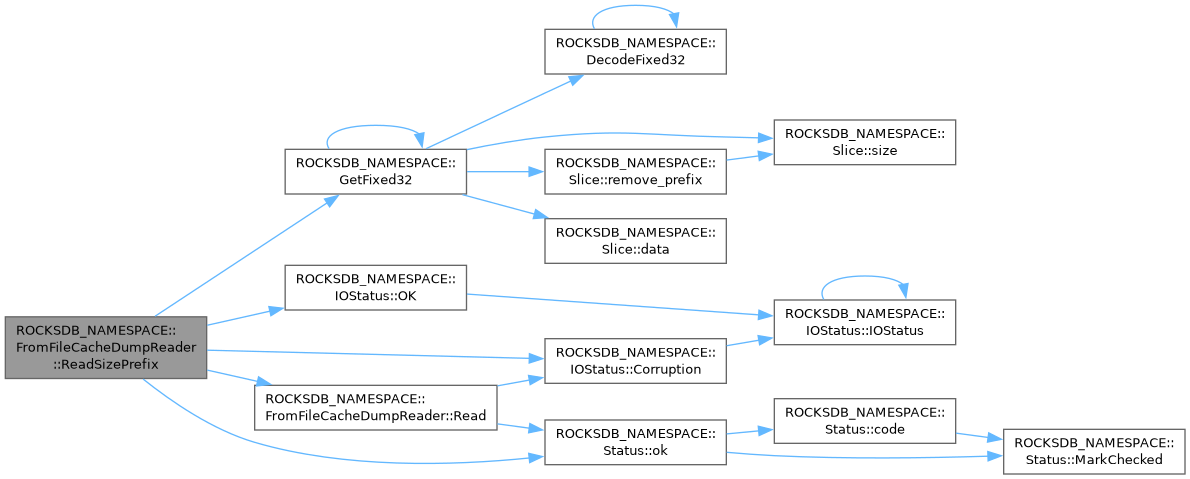 ROCKSDB_NAMESPACE::
DecodeFixed32
ROCKSDB_NAMESPACE::
Slice::size
ROCKSDB_NAMESPACE::
GetFixed32
ROCKSDB_NAMESPACE::
Slice::remove_prefix
ROCKSDB_NAMESPACE::
Slice::data
ROCKSDB_NAMESPACE::
IOStatus::OK
ROCKSDB_NAMESPACE::
IOStatus::IOStatus
ROCKSDB_NAMESPACE::
FromFileCacheDumpReader
::ReadSizePrefix
ROCKSDB_NAMESPACE::
IOStatus::Corruption
ROCKSDB_NAMESPACE::
FromFileCacheDumpReader::Read
ROCKSDB_NAMESPACE::
Status::code
ROCKSDB_NAMESPACE::
Status::ok
ROCKSDB_NAMESPACE::
Status::MarkChecked